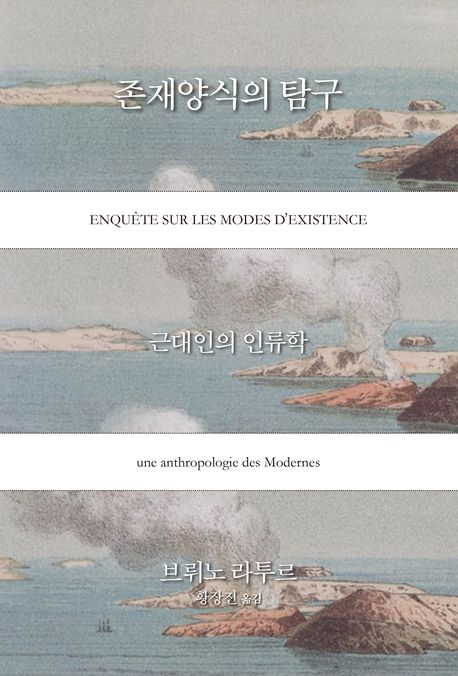 존재양식의 탐구
ENQUÊTE SUR LES MODES D’EXISTENCE
근대인의 인류학
une anthropologie des Modernes
브뤼노 라투르
황장진 옮김